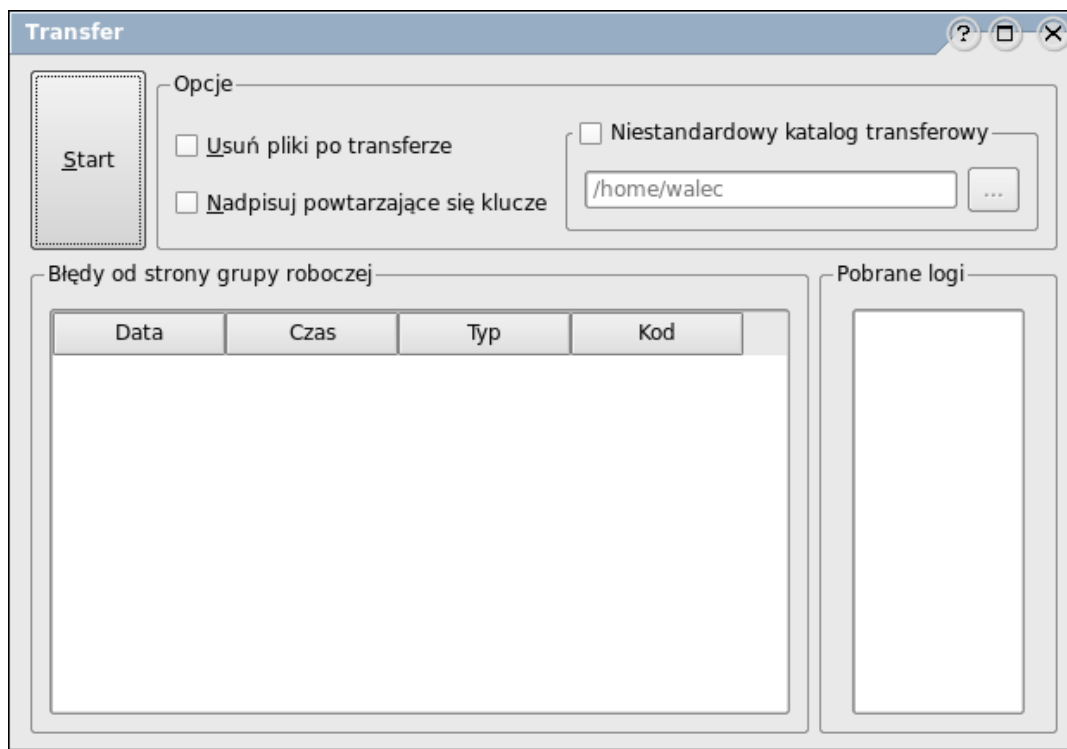 Transfer
Start
Opcje
Usuń pliki po transferze
Nadpisuj powtarzające się klucze
Niestandardowy katalog transferowy
/home/walec
...
Błędy od strony grupy roboczej
Data Czas Typ Kod
Pobrane logi